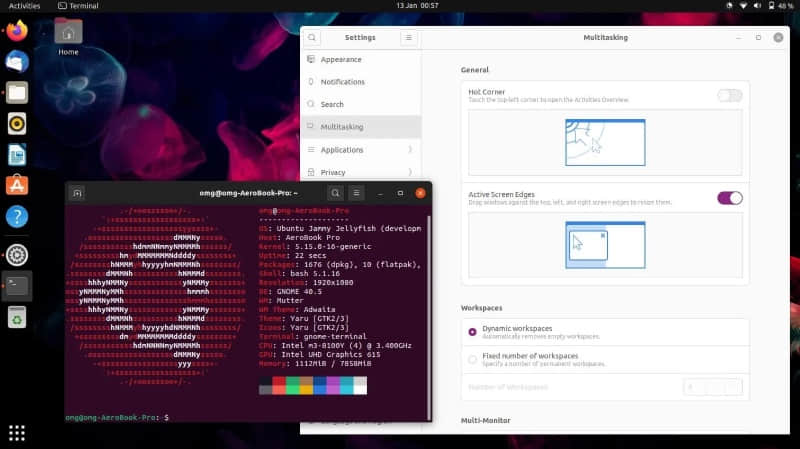 Activities
Terminal
13 Jan 00:57
48 %
Home
Settings
Appearance
Notifications
Search
Multitasking
Applications
Privacy
Multitasking
General
Hot Corner
Touch the top-left corner to open the Activities Overview.
Active Screen Edges
Drag windows against the top, left, and right screen edges to resize them.
Workspaces
Dynamic workspaces
Automatically removes empty workspaces.
Fixed number of workspaces
Specify a number of permanent workspaces.
Number of Workspaces
Multi-Monitor
omg@omg-AeroBook-Pro: ~
omg@omg-AeroBook-Pro
--------------------
OS: Ubuntu Jammy Jellyfish (developm
Host: AeroBook Pro
Kernel: 5.15.0-16-generic
Uptime: 22 secs
Packages: 1676 (dpkg), 10 (flatpak),
Shell: bash 5.1.16
Resolution: 1920x1080
DE: GNOME 40.5
WM: Mutter
WM Theme: Adwaita
Theme: Yaru [GTK2/3]
Icons: Yaru [GTK2/3]
Terminal: gnome-terminal
CPU: Intel m3-8100Y (4) @ 3.400GHz
GPU: Intel UHD Graphics 615
Memory: 1112MiB / 7858MiB
omg@omg-AeroBook-Pro:~$